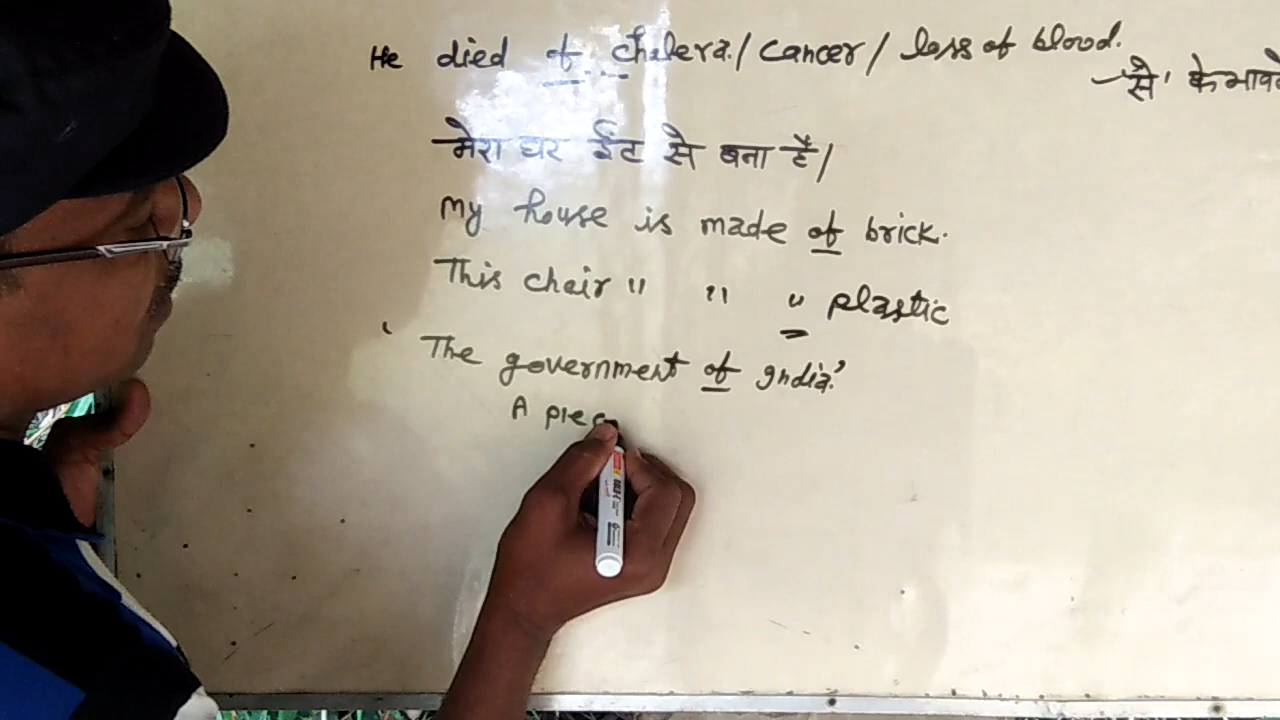 He died of cholera/cancer/loss of blood.
'से' के भाव में
मेरा घर ईट से बना है।
My house is made of brick.
This chair " " " plastic
'The government of India.'
A piec